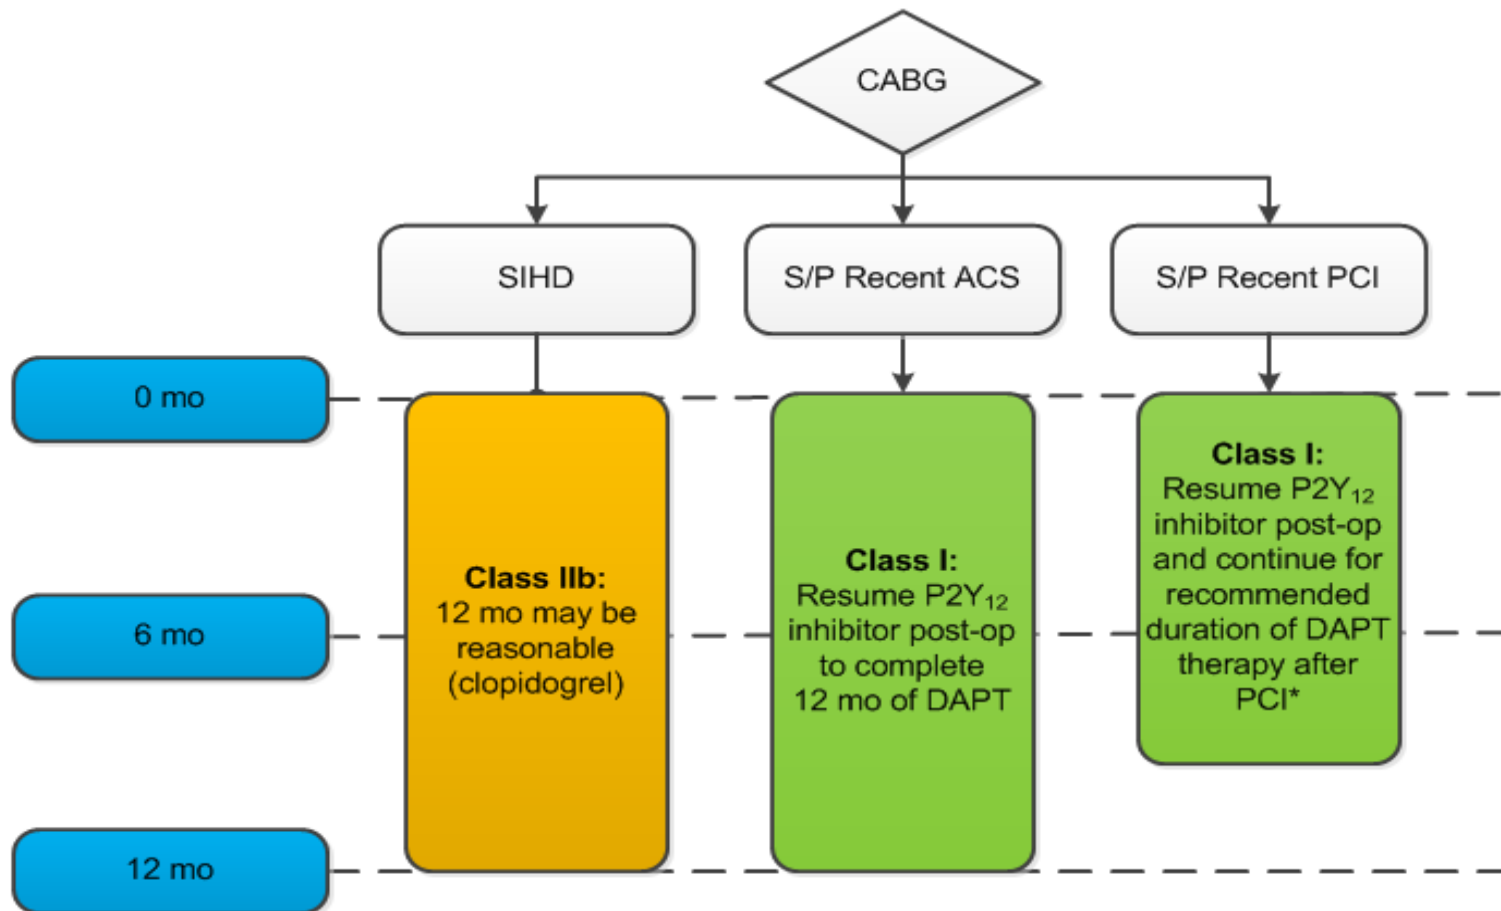 CABG
SIHD
S/P Recent ACS
S/P Recent PCI
0 mo
6 mo
12 mo
Class IIb:
12 mo may be
reasonable
(clopidogrel)
Class I:
Resume P2Y₁₂
inhibitor post-op
to complete
12 mo of DAPT
Class I:
Resume P2Y₁₂
inhibitor post-op
and continue for
recommended
duration of DAPT
therapy after
PCI*